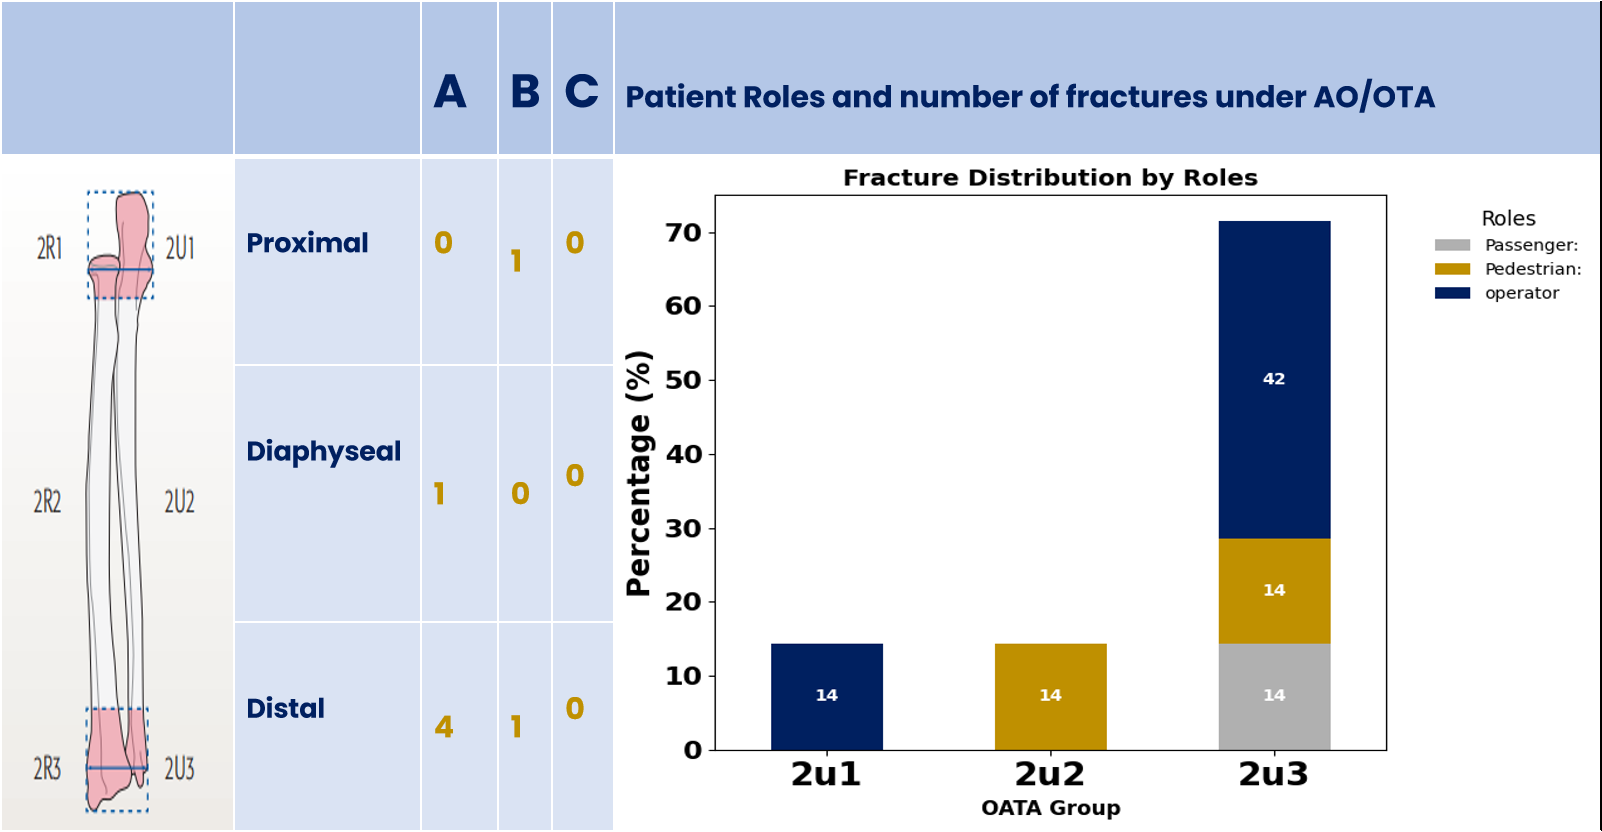 A B C Patient Roles and number of fractures under AO/OTA
2R1 2U1
2R2 2U2
2R3 2U3
Proximal 0 1 0
Diaphyseal 1 0 0
Distal 4 1 0
Fracture Distribution by Roles
Percentage (%)
70
60
50
40
30
20
10
0
14
14
42
14
14
2u1 2u2 2u3
OATA Group
Roles
Passenger:
Pedestrian:
operator